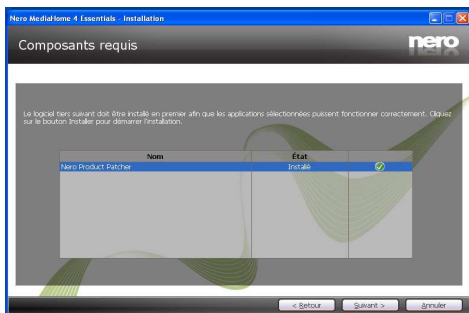 Nero MediaHome 4 Essentials - Installation
Composants requis
nero
Le logiciel tiers suivant doit être installé en premier afin que les applications sélectionnées puissent fonctionner correctement. Cliquez
sur le bouton Installer pour démarrer l'installation.
Nom État
Nero Product Patcher Installé
< Retour Suivant > Annuler